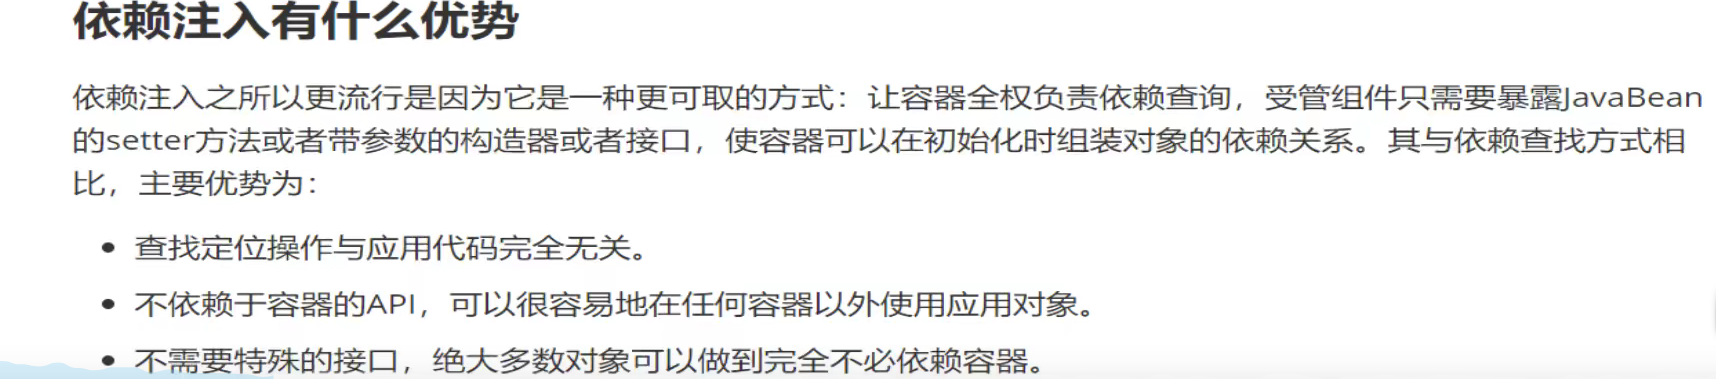 依赖注入有什么优势
依赖注入之所以更流行是因为它是一种更可取的方式：让容器全权负责依赖查询，受管组件只需要暴露JavaBean
的setter方法或者带参数的构造器或者接口，使容器可以在初始化时组装对象的依赖关系。其与依赖查找方式相
比，主要优势为：
• 查找定位操作与应用代码完全无关。
• 不依赖于容器的API，可以很容易地在任何容器以外使用应用对象。
• 不需要特殊的接口，绝大多数对象可以做到完全不必依赖容器。